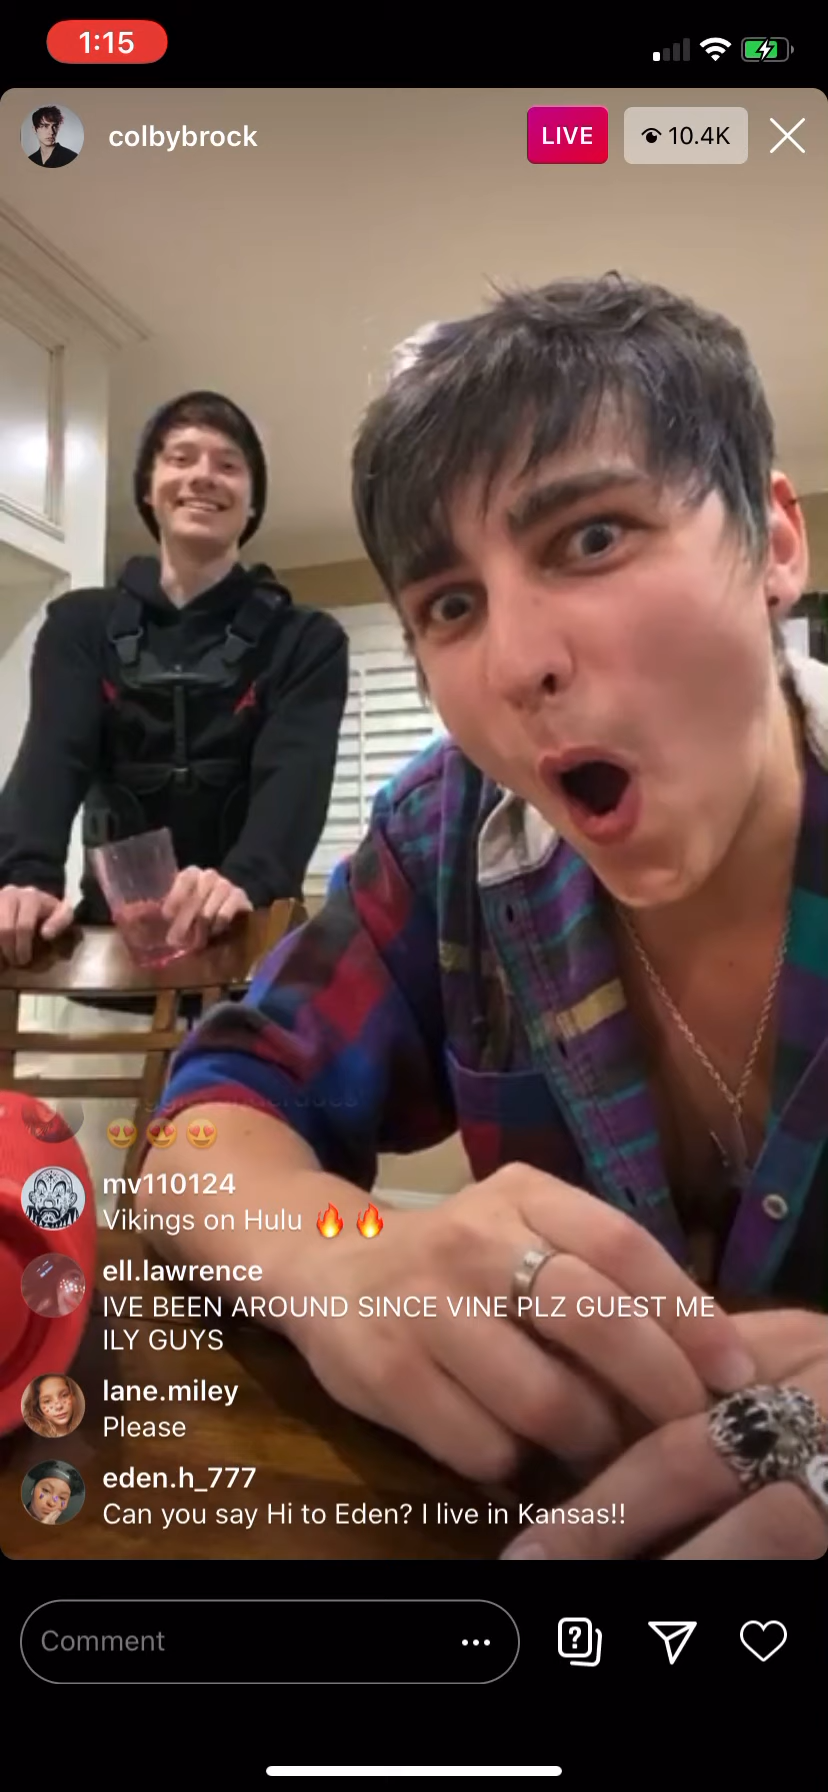 1:15
colbybrock
LIVE
10.4K
mv110124
Vikings on Hulu 🔥 🔥
ell.lawrence
IVE BEEN AROUND SINCE VINE PLZ GUEST ME
ILY GUYS
lane.miley
Please
eden.h_777
Can you say Hi to Eden? I live in Kansas!!
Comment